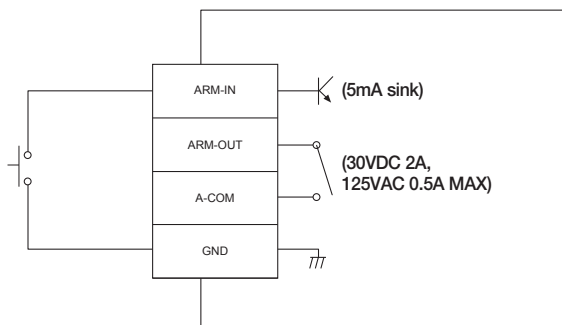 ARM-IN
(5mA sink)
ARM-OUT
(30VDC 2A,
125VAC 0.5A MAX)
A-COM
GND